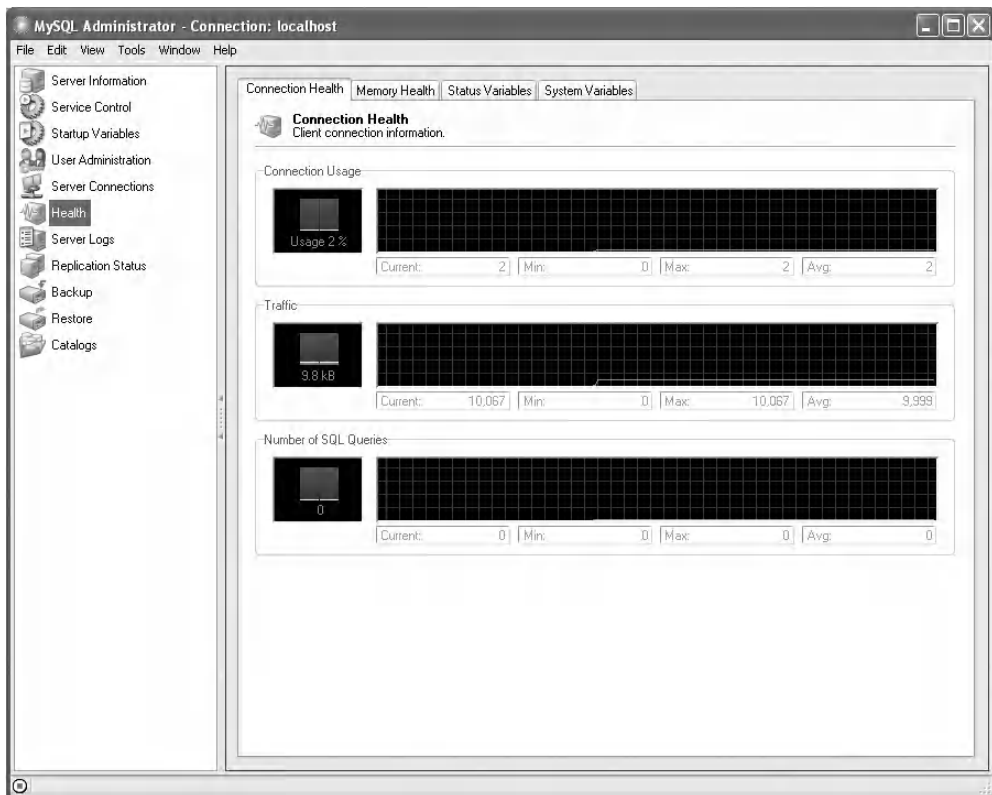 MySQL Administrator - Connection: localhost
File Edit View Tools Window Help
Server Information
Service Control
Startup Variables
User Administration
Server Connections
Health
Server Logs
Replication Status
Backup
Restore
Catalogs
Connection Health Memory Health Status Variables System Variables
Connection Health
Client connection information.
Connection Usage
Usage 2 %
Current: 2 Min: 0 Max: 2 Avg: 2
Traffic
9.8 kB
Current: 10,067 Min: 0 Max: 10,067 Avg: 9,999
Number of SQL Queries
0
Current: 0 Min: 0 Max: 0 Avg: 0